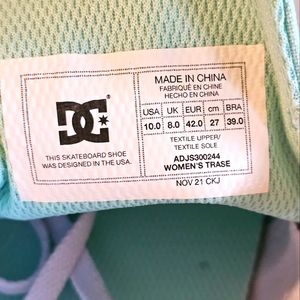 DC
THIS SKATEBOARD SHOE
WAS DESIGNED IN THE USA.
MADE IN CHINA
FABRIQUÉ EN CHINE
HECHO EN CHINA
USA UK EUR cm BRA
10.0 8.0 42.0 27 39.0
TEXTILE UPPER/
TEXTILE SOLE
ADJS300244
WOMEN'S TRASE
NOV 21 CKJ